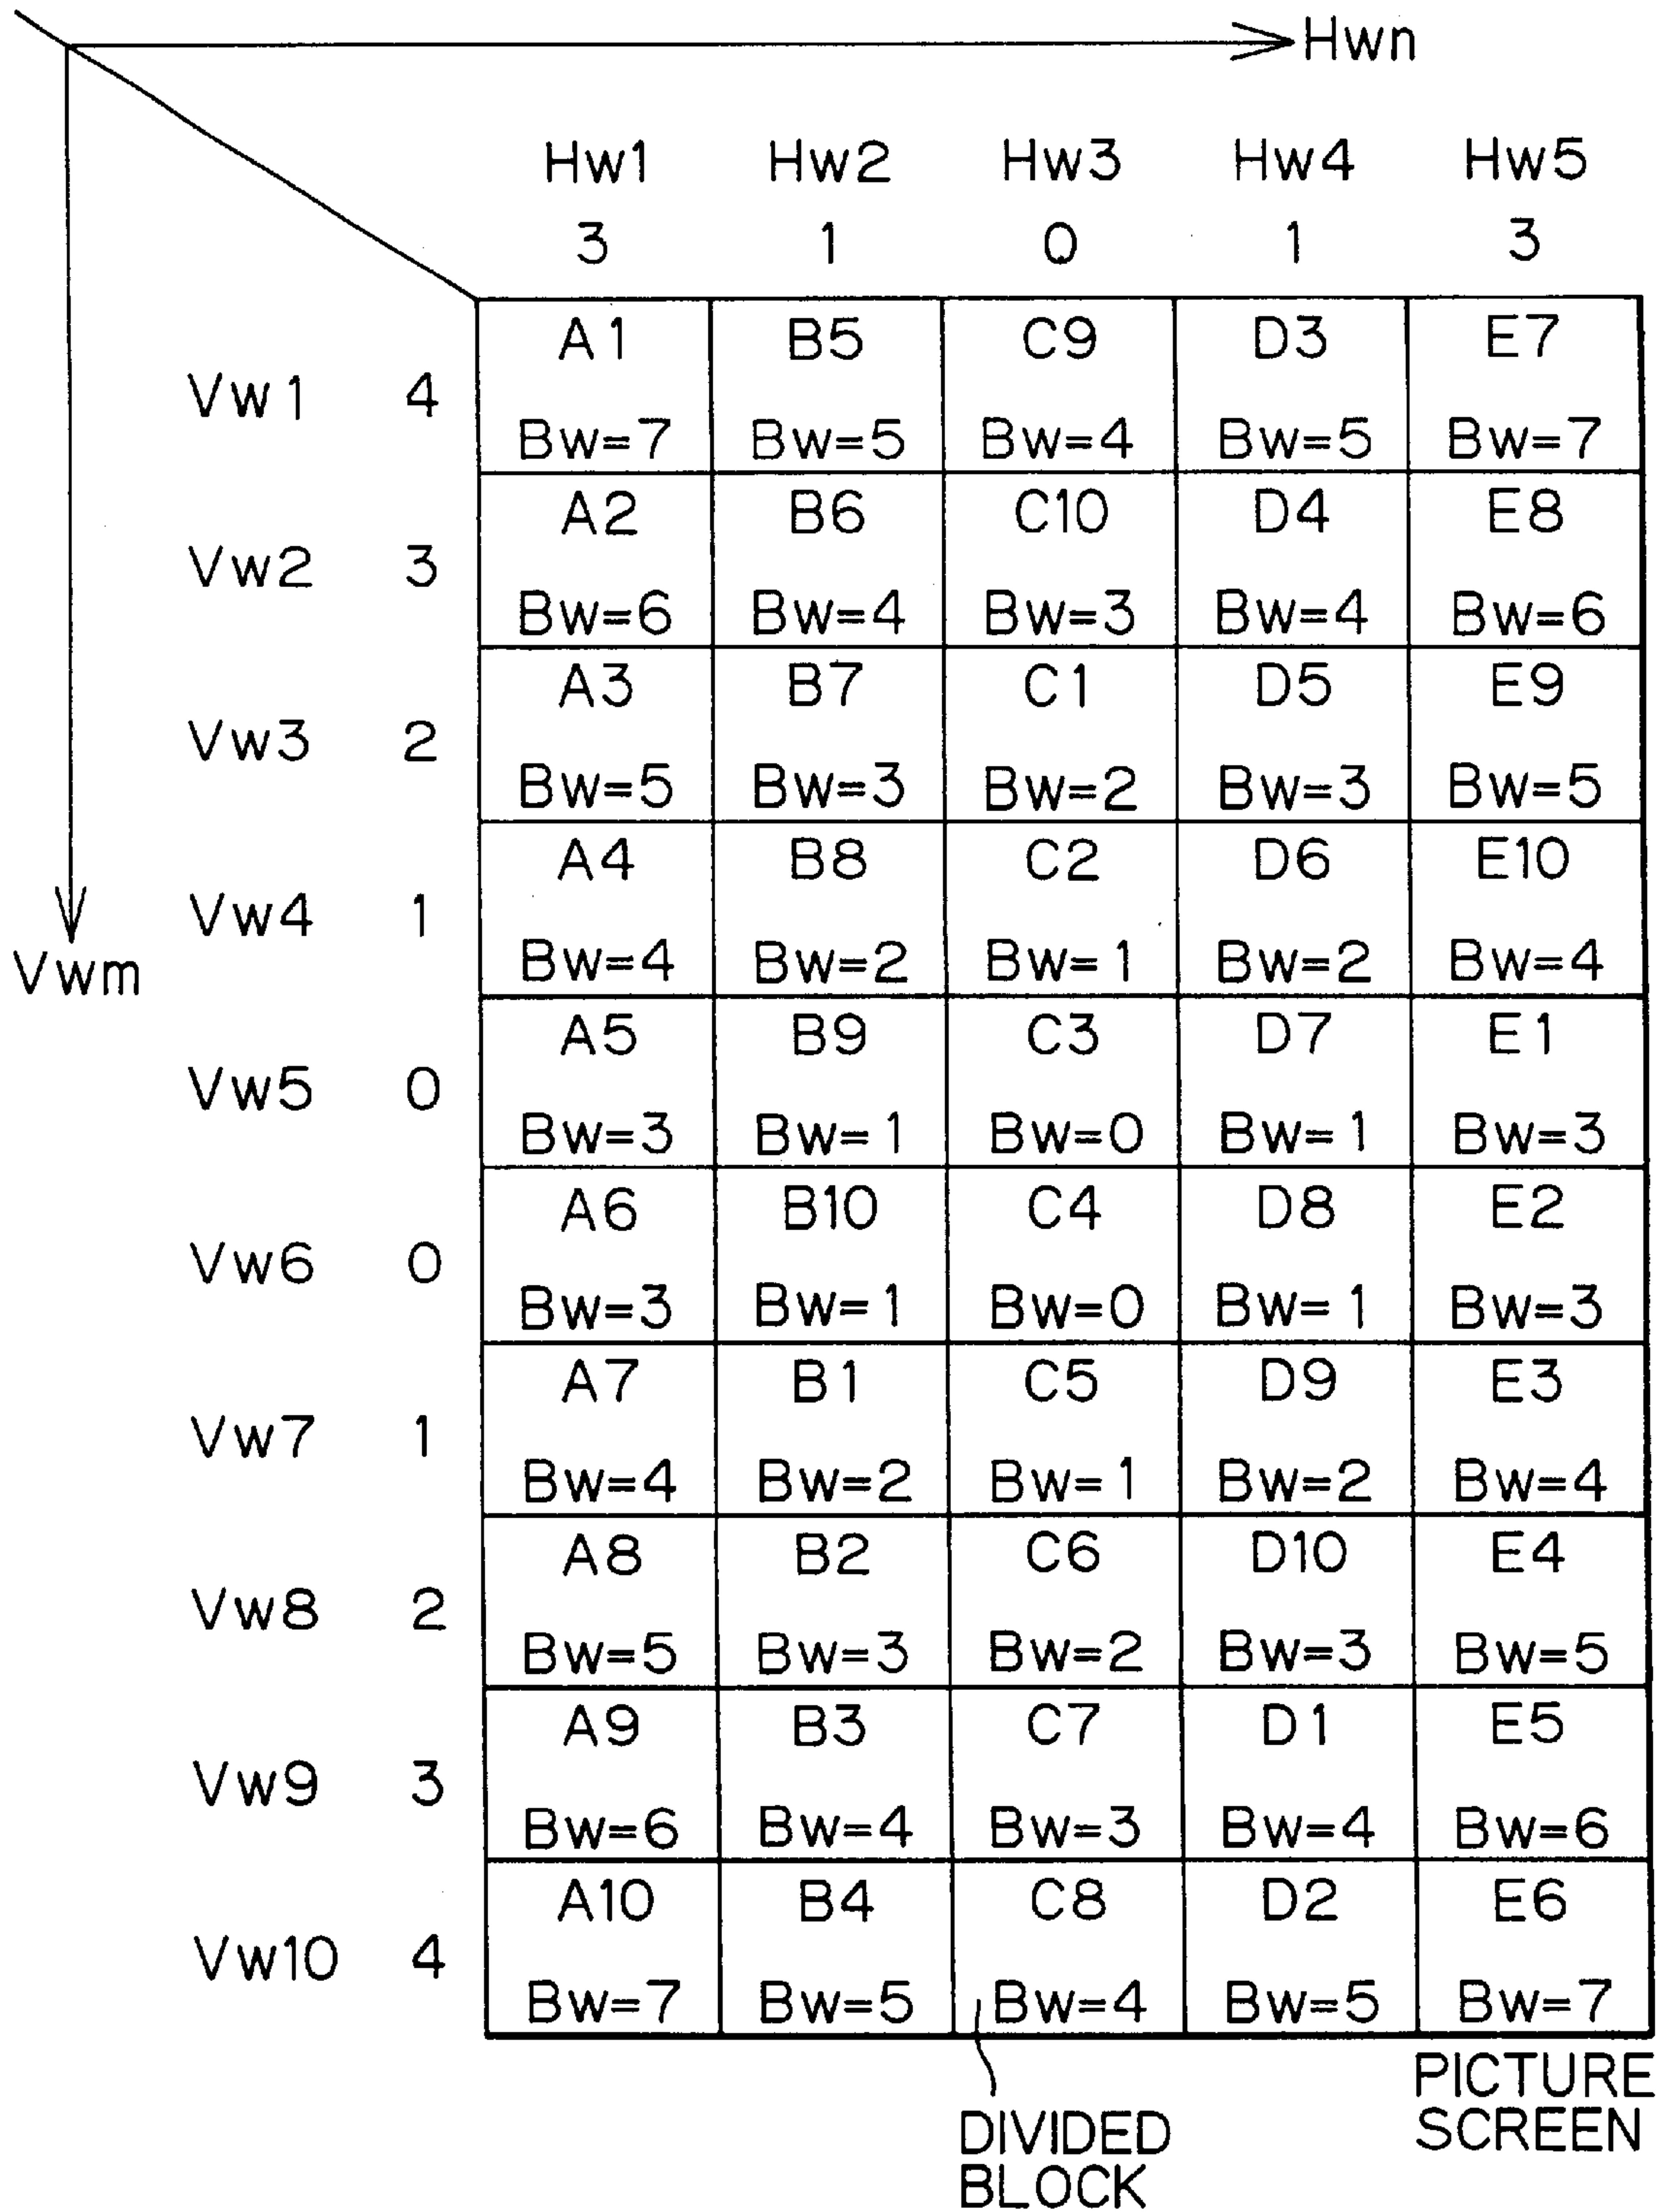 Hwn
Hw1 Hw2 Hw3 Hw4 Hw5
3 1 0 1 3
A1 B5 C9 D3 E7
Vw1 4
Bw=7 Bw=5 Bw=4 Bw=5 Bw=7
A2 B6 C10 D4 E8
Vw2 3
Bw=6 Bw=4 Bw=3 Bw=4 Bw=6
A3 B7 C1 D5 E9
Vw3 2
Bw=5 Bw=3 Bw=2 Bw=3 Bw=5
A4 B8 C2 D6 E10
Vw4 1
Bw=4 Bw=2 Bw=1 Bw=2 Bw=4
Vwm
A5 B9 C3 D7 E1
Vw5 0
Bw=3 Bw=1 Bw=0 Bw=1 Bw=3
A6 B10 C4 D8 E2
Vw6 0
Bw=3 Bw=1 Bw=0 Bw=1 Bw=3
A7 B1 C5 D9 E3
Vw7 1
Bw=4 Bw=2 Bw=1 Bw=2 Bw=4
A8 B2 C6 D10 E4
Vw8 2
Bw=5 Bw=3 Bw=2 Bw=3 Bw=5
A9 B3 C7 D1 E5
Vw9 3
Bw=6 Bw=4 Bw=3 Bw=4 Bw=6
A10 B4 C8 D2 E6
Vw10 4
Bw=7 Bw=5 Bw=4 Bw=5 Bw=7
PICTURE
SCREEN
DIVIDED
BLOCK